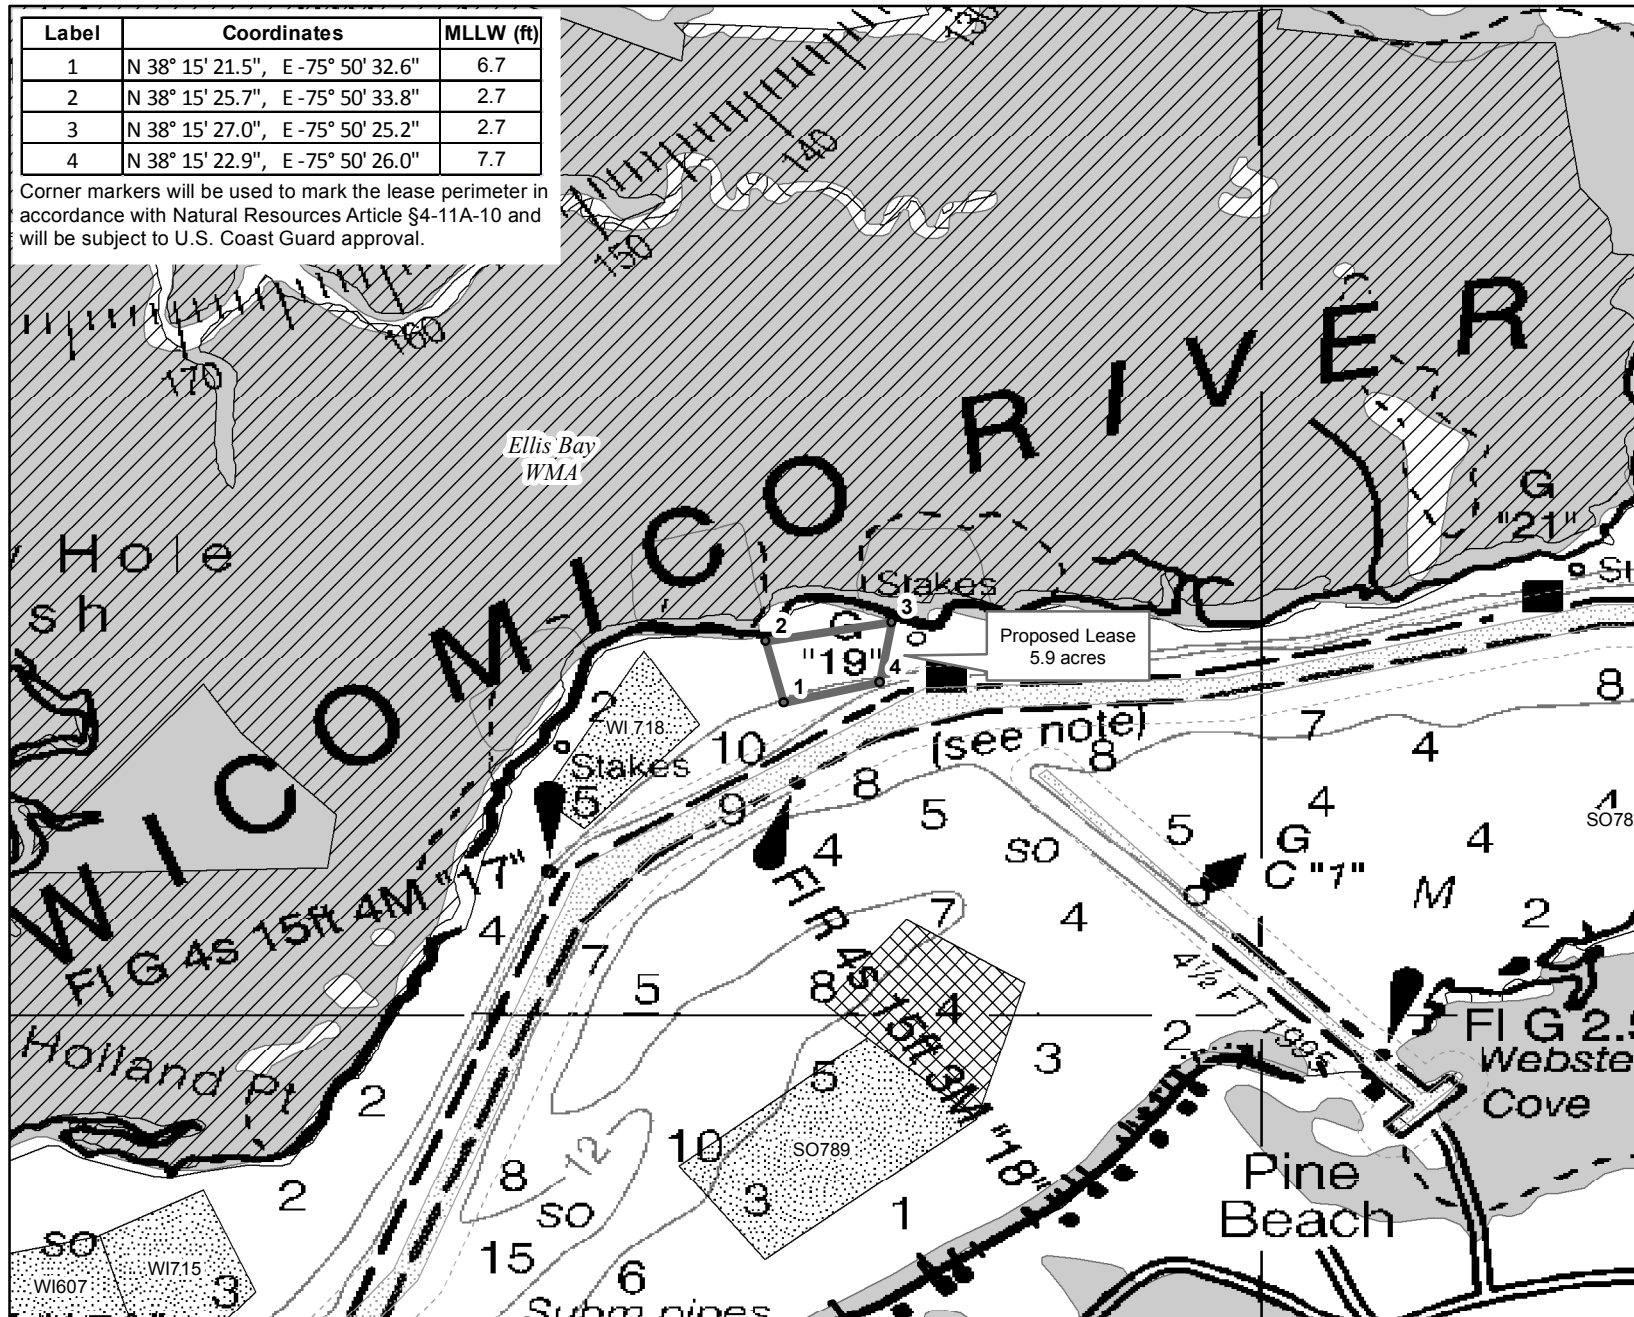 Label Coordinates MLLW (ft)
1 N 38° 15' 21.5", E -75° 50' 32.6" 6.7
2 N 38° 15' 25.7", E -75° 50' 33.8" 2.7
3 N 38° 15' 27.0", E -75° 50' 25.2" 2.7
4 N 38° 15' 22.9", E -75° 50' 26.0" 7.7
Corner markers will be used to mark the lease perimeter in
accordance with Natural Resources Article §4-11A-10 and
will be subject to U.S. Coast Guard approval.
130
140
150
160
170
WICOMICO RIVER
Ellis Bay
WMA
Hole
sh
G
"21"
Stakes
3
2
G
"19"
4
1
Proposed Lease
5.9 acres
2
WI 718
Stakes
5
10
(see note)
8
7
4
8
9
8
5
4
4
SO78
5
4
SO
G
C "1"
M
2
Fl G 4s 15ft 4M "17"
Fl R 4s 15ft 3M "18"
4
7
5
7
4
8
4
5
3
2
4½ FT 1995
Holland Pt
2
Webste
Cove
10
SO789
3
1
Pine
Beach
2
8
12
SO
15
6
Subm pipes
SO
WI607
WI715
3